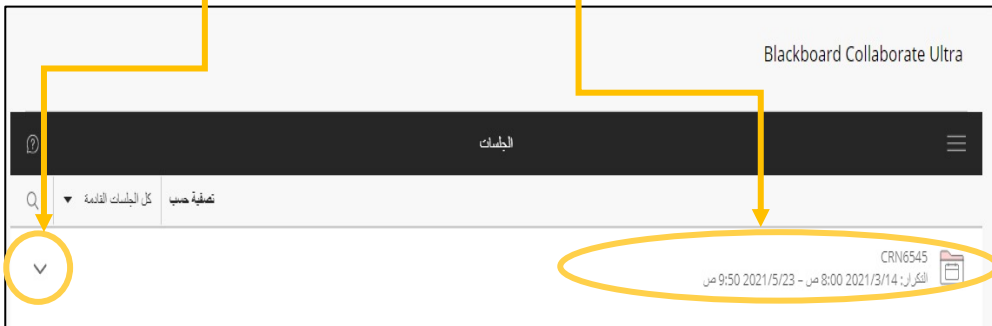 Blackboard Collaborate Ultra
الجلسات
تصفية حسب كل الجلسات القادمة
CRN6545
التكرار: 2021/3/14 8:00 ص – 2021/5/23 9:50 ص